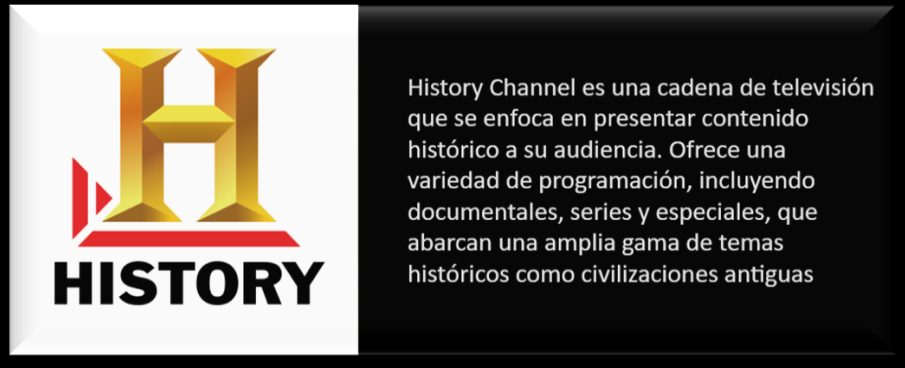 H
HISTORY
History Channel es una cadena de televisión
que se enfoca en presentar contenido
histórico a su audiencia. Ofrece una
variedad de programación, incluyendo
documentales, series y especiales, que
abarcan una amplia gama de temas
históricos como civilizaciones antiguas